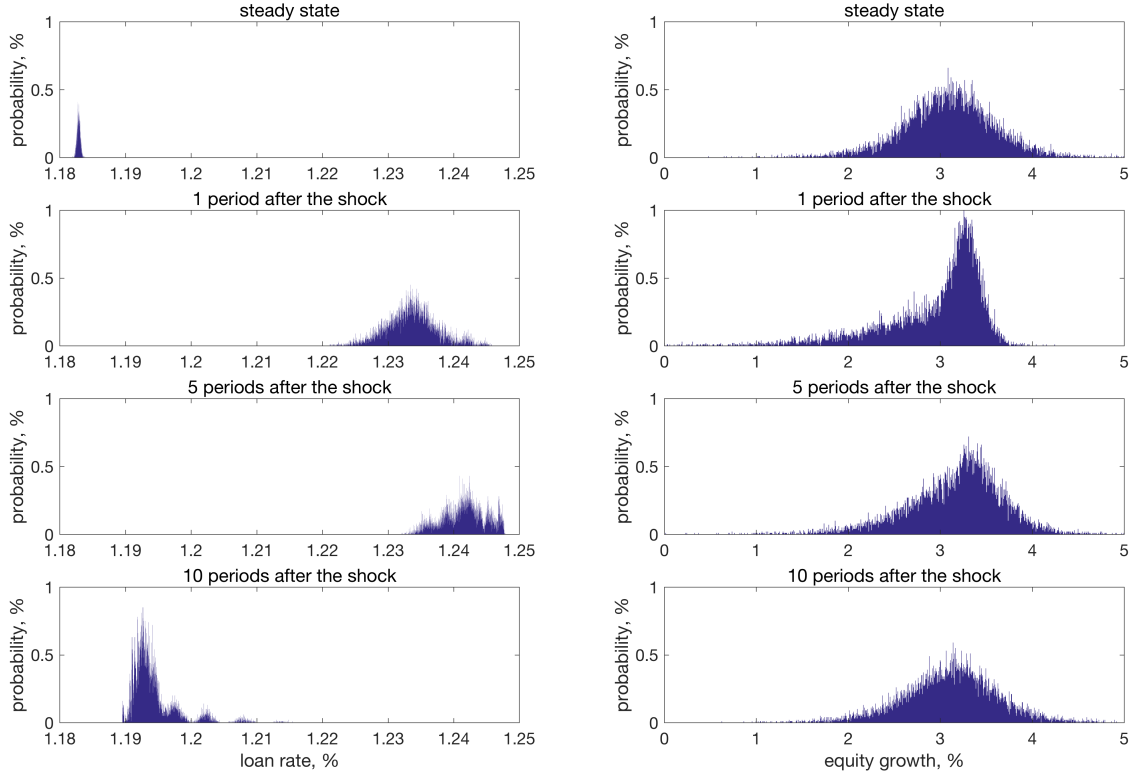 steady state
probability, %
1
0.5
0
1.18 1.19 1.2 1.21 1.22 1.23 1.24 1.25
1 period after the shock
probability, %
1
0.5
0
1.18 1.19 1.2 1.21 1.22 1.23 1.24 1.25
5 periods after the shock
probability, %
1
0.5
0
1.18 1.19 1.2 1.21 1.22 1.23 1.24 1.25
10 periods after the shock
probability, %
1
0.5
0
1.18 1.19 1.2 1.21 1.22 1.23 1.24 1.25
loan rate, %
steady state
probability, %
1
0.5
0
0 1 2 3 4 5
1 period after the shock
probability, %
1
0.5
0
0 1 2 3 4 5
5 periods after the shock
probability, %
1
0.5
0
0 1 2 3 4 5
10 periods after the shock
probability, %
1
0.5
0
0 1 2 3 4 5
equity growth, %